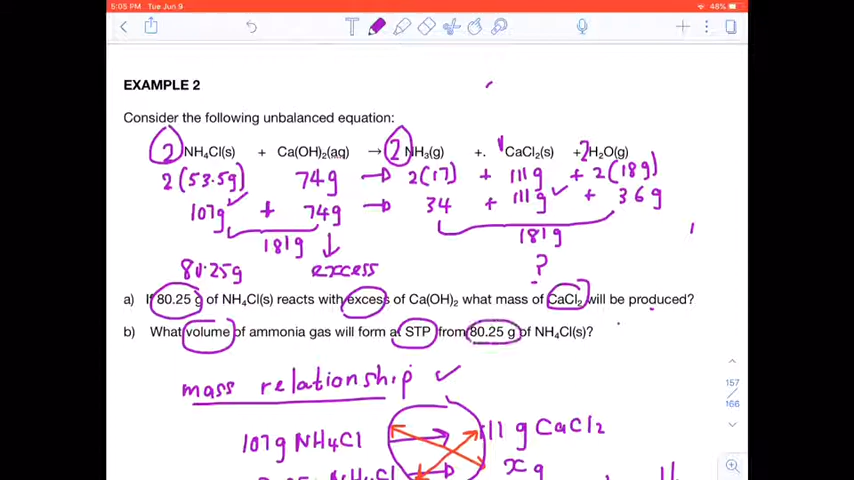 5:05 PM Tue Jun 9
48%
EXAMPLE 2
Consider the following unbalanced equation:
2 NH₄Cl(s) + Ca(OH)₂(aq) → 2 NH₃(g) +. CaCl₂(s) + 2 H₂O(g)
2(53.5g) 74g → 2(17) + 111g + 2(18g)
107g + 74g → 34 + 111g + 36g
181g 181g
80.25g excess ?
a) If 80.25 g of NH₄Cl(s) reacts with excess of Ca(OH)₂ what mass of CaCl₂ will be produced?
b) What volume of ammonia gas will form at STP from 80.25 g of NH₄Cl(s)?
mass relationship
157
166
107g NH4Cl 111 g CaCl2
x g